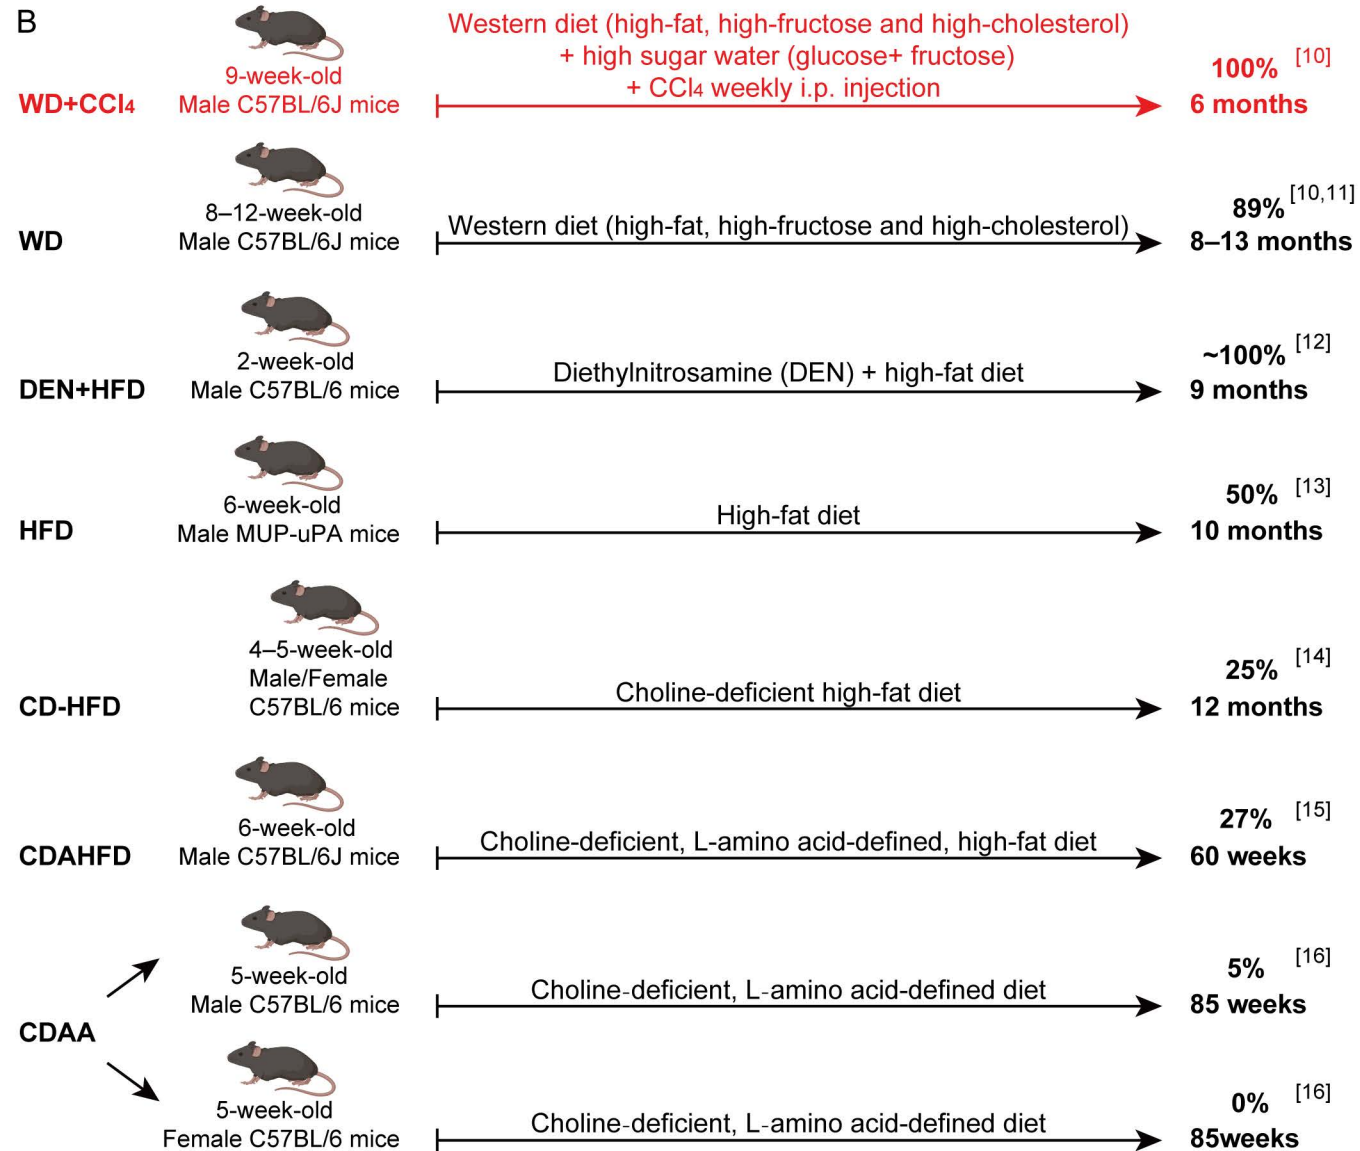 B
Western diet (high-fat, high-fructose and high-cholesterol)
+ high sugar water (glucose+ fructose)
+ CCl₄ weekly i.p. injection
9-week-old
Male C57BL/6J mice
WD+CCl₄
100% [10]
6 months
8–12-week-old
Male C57BL/6J mice
WD
Western diet (high-fat, high-fructose and high-cholesterol)
89% [10,11]
8–13 months
2-week-old
Male C57BL/6 mice
DEN+HFD
Diethylnitrosamine (DEN) + high-fat diet
~100% [12]
9 months
6-week-old
Male MUP-uPA mice
HFD
High-fat diet
50% [13]
10 months
4–5-week-old
Male/Female
C57BL/6 mice
CD-HFD
Choline-deficient high-fat diet
25% [14]
12 months
6-week-old
Male C57BL/6J mice
CDAHFD
Choline-deficient, L-amino acid-defined, high-fat diet
27% [15]
60 weeks
CDAA
5-week-old
Male C57BL/6 mice
Choline-deficient, L-amino acid-defined diet
5% [16]
85 weeks
5-week-old
Female C57BL/6 mice
Choline-deficient, L-amino acid-defined diet
0% [16]
85weeks